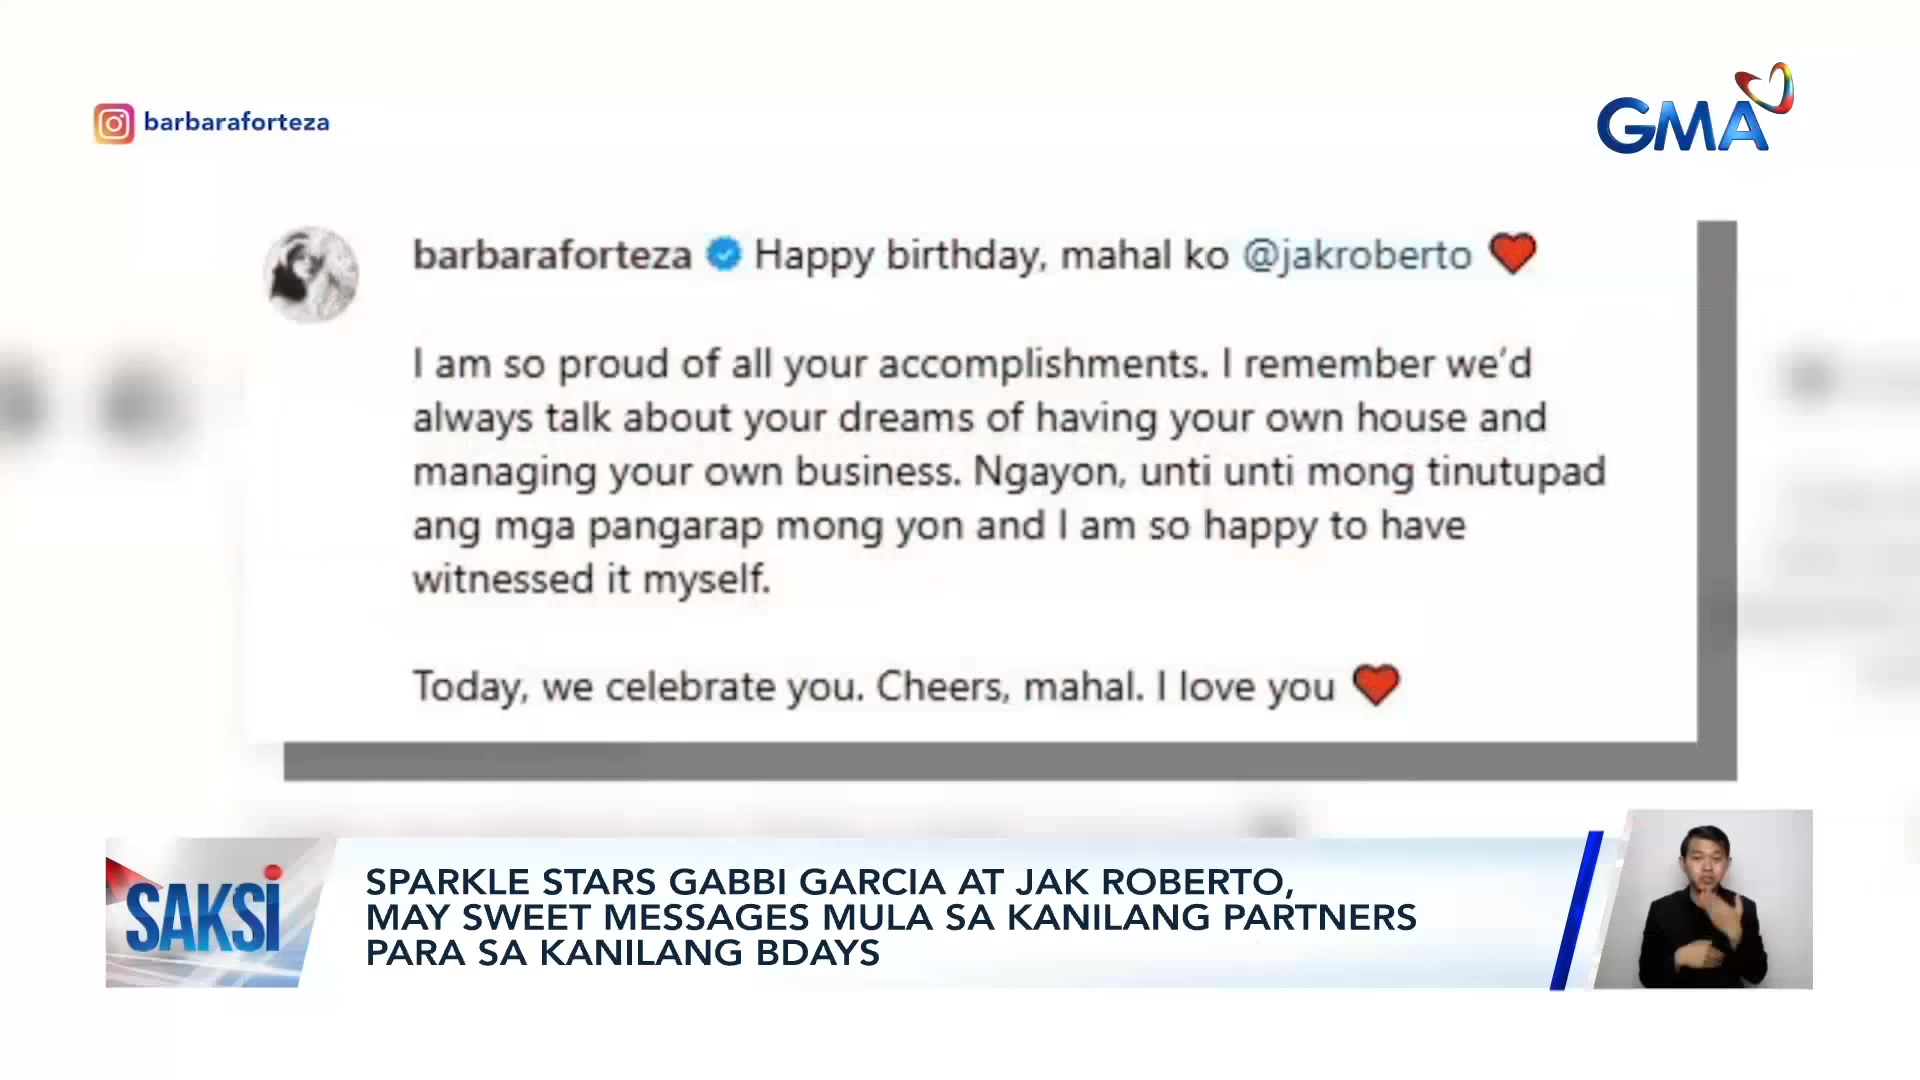 barbaraforteza
GMA
barbaraforteza Happy birthday, mahal ko @jakroberto ❤️
I am so proud of all your accomplishments. I remember we'd
always talk about your dreams of having your own house and
managing your own business. Ngayon, unti unti mong tinutupad
ang mga pangarap mong yon and I am so happy to have
witnessed it myself.
Today, we celebrate you. Cheers, mahal. I love you ❤️
SAKSI
SPARKLE STARS GABBI GARCIA AT JAK ROBERTO,
MAY SWEET MESSAGES MULA SA KANILANG PARTNERS
PARA SA KANILANG BDAYS